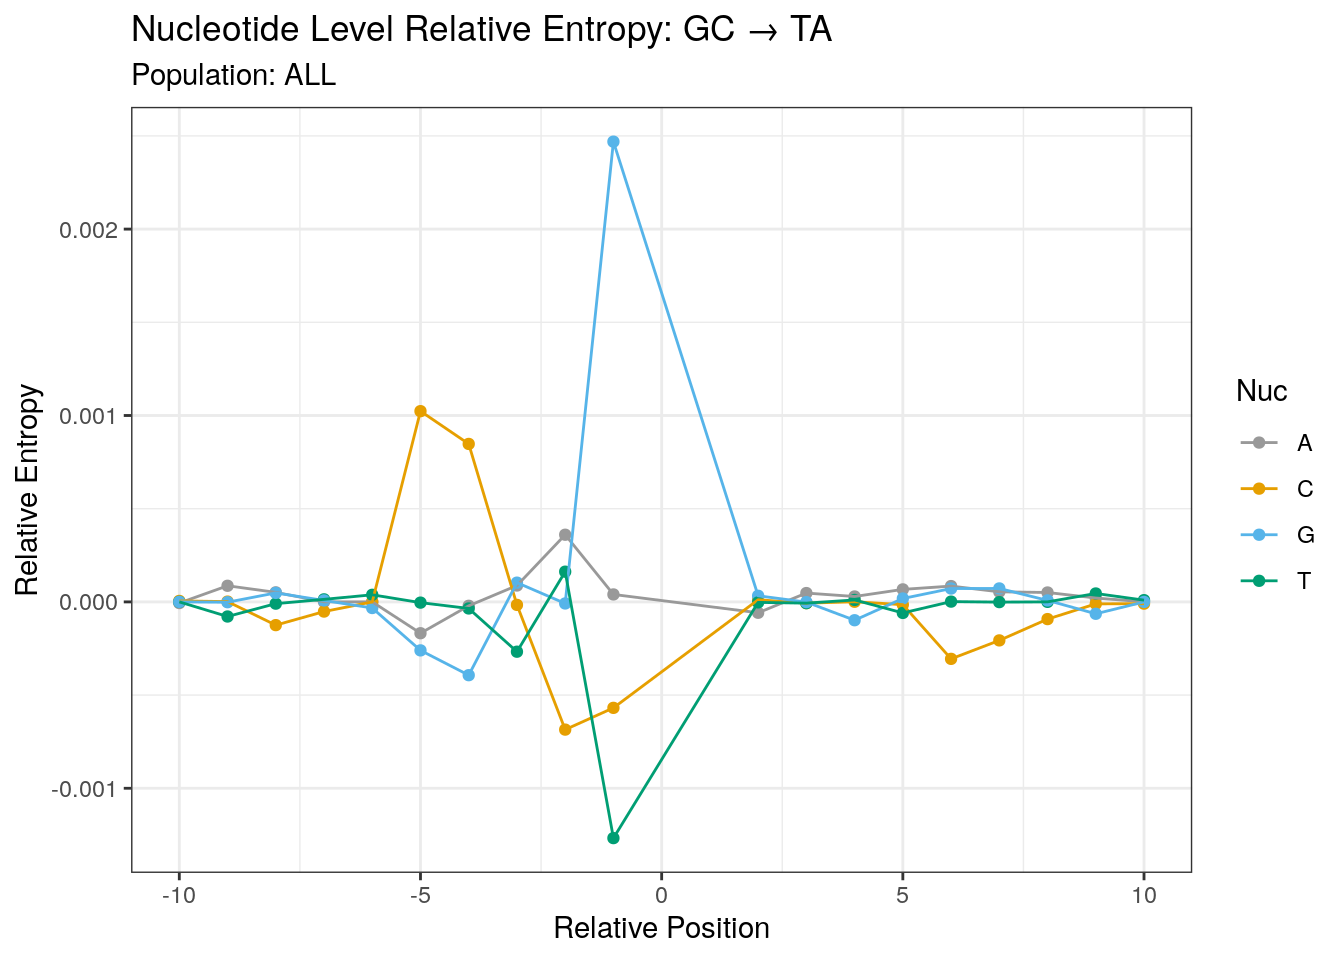 Nucleotide Level Relative Entropy: GC → TA
Population: ALL
Relative Entropy
0.002
0.001
0.000
-0.001
-10
-5
0
5
10
Relative Position
Nuc
A
C
G
T